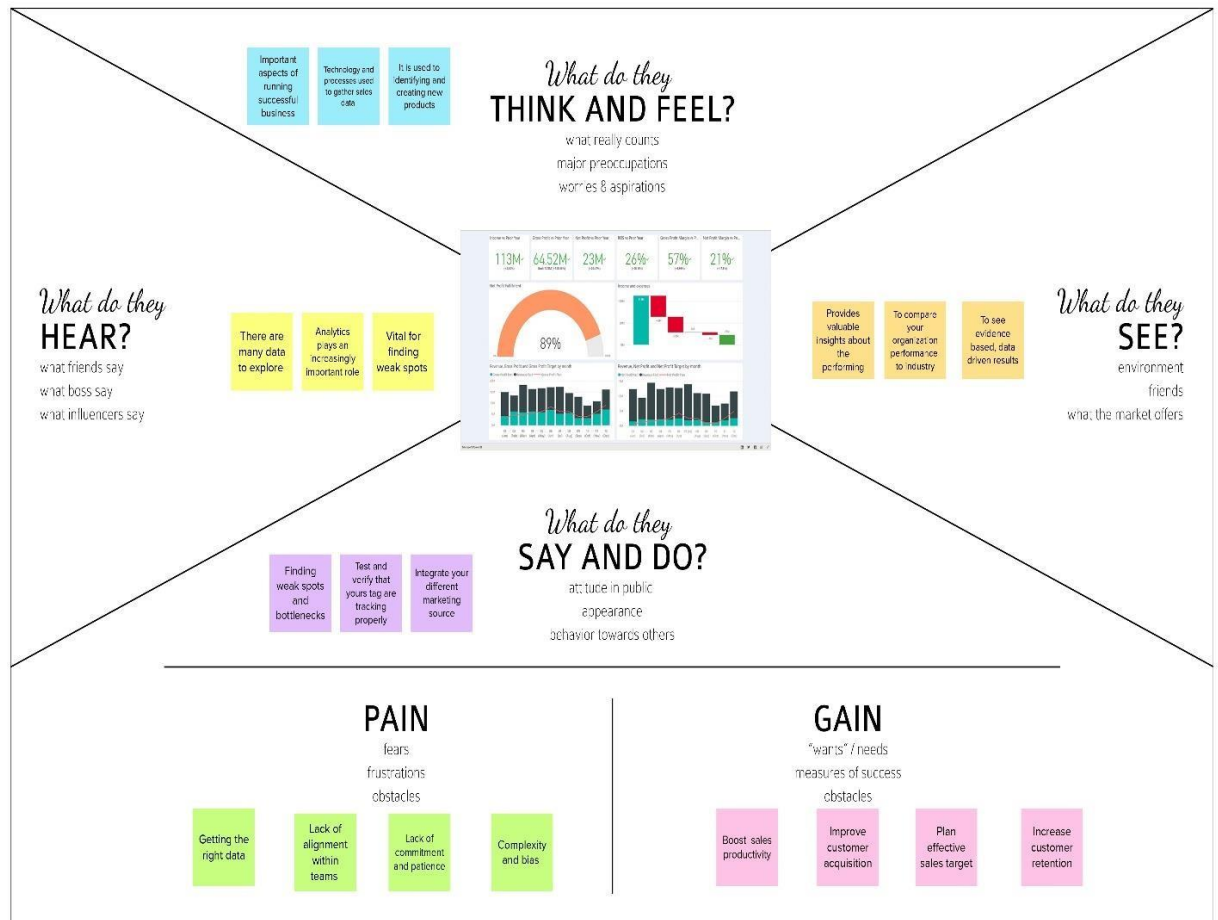 Important
aspects of
running
successful
business
Technology and
processes used
to gather sales
data
It is used to
identifying and
creating new
products
What do they
THINK AND FEEL?
what really counts
major preoccupations
worries & aspirations
What do they
HEAR?
what friends say
what boss say
what influencers say
There are
many data
to explore
Analytics
plays an
increasingly
important role
Vital for
finding
weak spots
113M
64.52M
23M
26%
57%
21%
89%
Provides
valuable
insights about
the
performing
To compare
your
organization
performance
to industry
To see
evidence
based, data
driven results
What do they
SEE?
environment
friends
what the market offers
What do they
SAY AND DO?
attitude in public
appearance
behavior towards others
Finding
weak spots
and
bottlenecks
Test and
verify that
yours tag are
tracking
properly
Integrate your
different
marketing
source
PAIN
fears
frustrations
obstacles
Getting the
right data
Lack of
alignment
within
teams
Lack of
commitment
and patience
Complexity
and bias
GAIN
"wants" / needs
measures of success
obstacles
Boost sales
productivity
Improve
customer
acquisition
Plan
effective
sales target
Increase
customer
retention